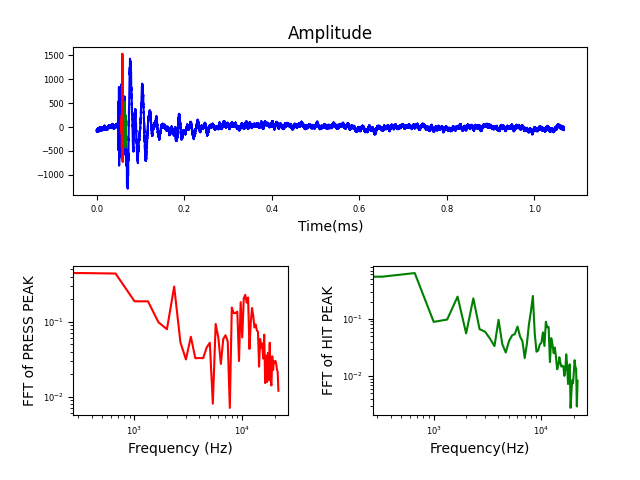 Amplitude
1500
1000
500
0
−500
−1000
0.0 0.2 0.4 0.6 0.8 1.0
Time(ms)
FFT of PRESS PEAK
10⁻¹
10⁻²
10³ 10⁴
Frequency (Hz)
FFT of HIT PEAK
10⁻¹
10⁻²
10³ 10⁴
Frequency(Hz)